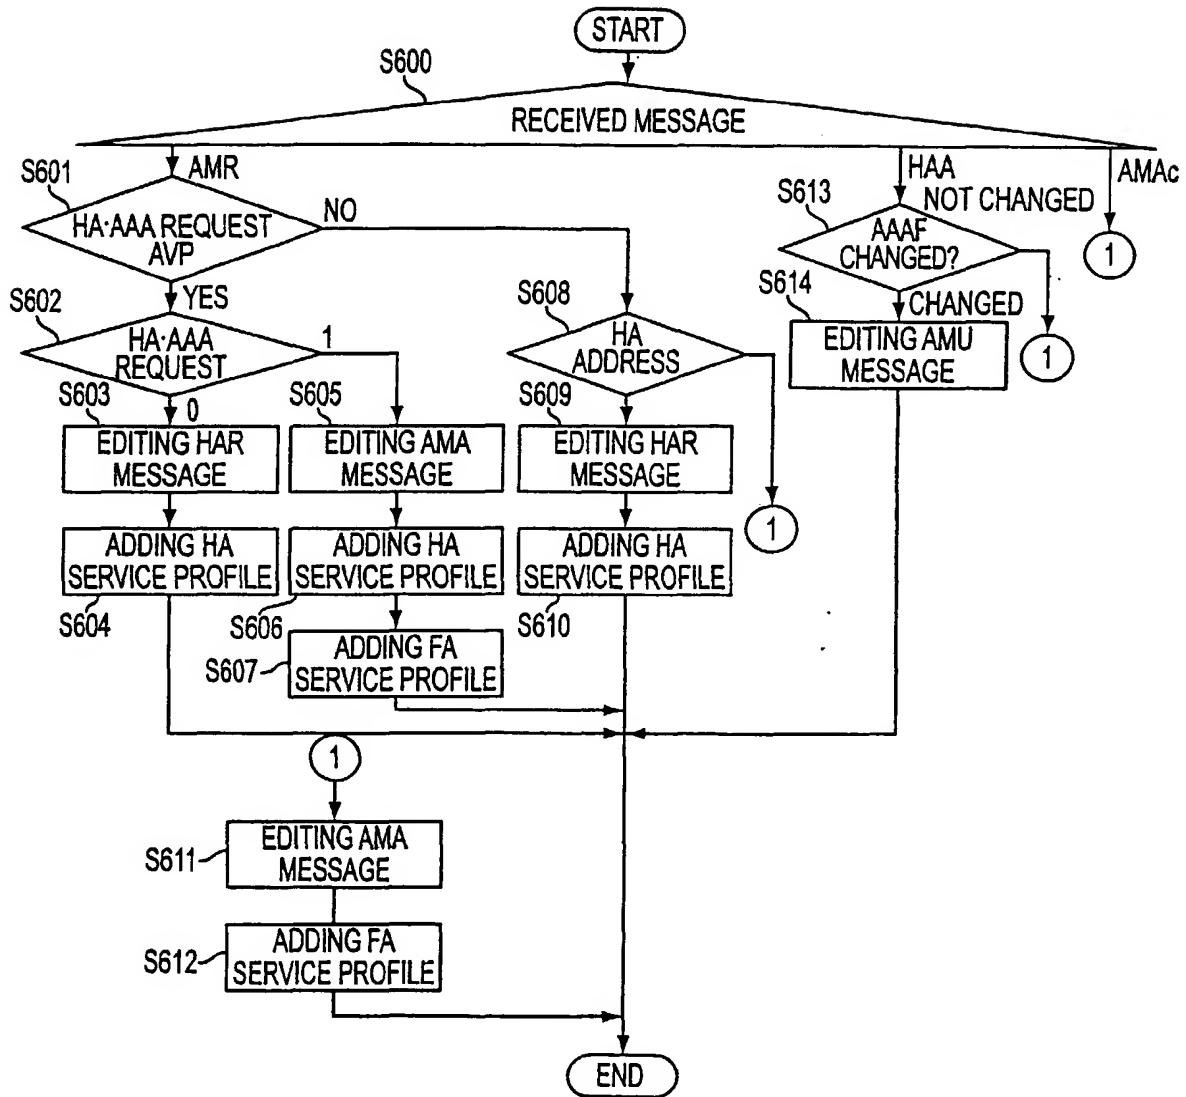 START
S600
RECEIVED MESSAGE
S601
AMR
HAA
AMAc
HA·AAA REQUEST
AVP
NO
S613
NOT CHANGED
AAAF
CHANGED?
1
S602
YES
S608
S614
CHANGED
HA·AAA
REQUEST
1
HA
ADDRESS
EDITING AMU
MESSAGE
1
S603
0
S605
S609
EDITING HAR
MESSAGE
EDITING AMA
MESSAGE
EDITING HAR
MESSAGE
1
ADDING HA
SERVICE PROFILE
ADDING HA
SERVICE PROFILE
ADDING HA
SERVICE PROFILE
S604
S606
S610
S607
ADDING FA
SERVICE PROFILE
1
S611
EDITING AMA
MESSAGE
S612
ADDING FA
SERVICE PROFILE
END